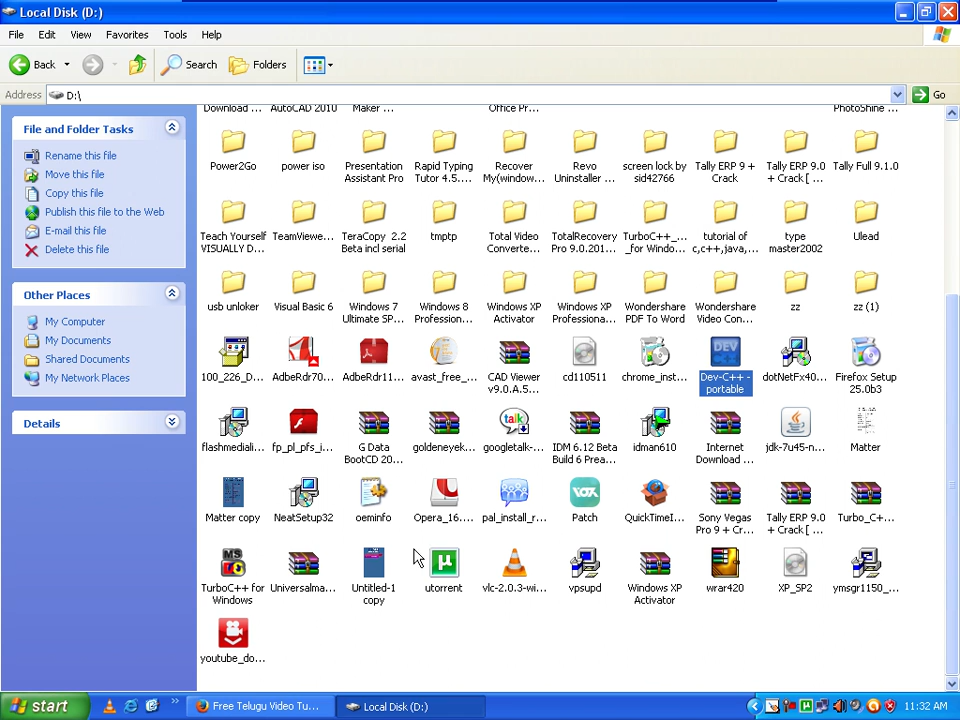 Local Disk (D:)
File Edit View Favorites Tools Help
Back Search Folders
Address D:\ Go
File and Folder Tasks
Rename this file
Move this file
Copy this file
Publish this file to the Web
E-mail this file
Delete this file
Other Places
My Computer
My Documents
Shared Documents
My Network Places
Details
Download ... AutoCAD 2010 Maker ... Office Pr... PhotoShine ...
Power2Go
power iso
Presentation
Assistant Pro
Rapid Typing
Tutor 4.5....
Recover
My(window...
Revo
Uninstaller ...
screen lock by
sid42766
Tally ERP 9 +
Crack
Tally ERP 9.0
+ Crack [ ...
Tally Full 9.1.0
Teach Yourself
VISUALLY D...
TeamViewe...
TeraCopy 2.2
Beta incl serial
tmptp
Total Video
Converte...
TotalRecovery
Pro 9.0.201...
TurboC++_...
_for Windo...
tutorial of
c,c++,java,...
type
master2002
Ulead
usb unloker
Visual Basic 6
Windows 7
Ultimate SP...
Windows 8
Profession...
Windows XP
Activator
Windows XP
Professiona...
Wondershare
PDF To Word
Wondershare
Video Con...
zz
zz (1)
100_226_D...
AdbeRdr70...
AdbeRdr11...
avast_free_...
CAD Viewer
v9.0.A.5...
cd110511
chrome_inst...
DEV
Dev-C++ -
portable
dotNetFx40...
Firefox Setup
25.0b3
flashmediali...
fp_pl_pfs_i...
G Data
BootCD 20...
goldeneyek...
talk
googletalk-...
IDM 6.12 Beta
Build 6 Prea...
idman610
Internet
Download ...
jdk-7u45-n...
Matter
Matter copy
NeatSetup32
oeminfo
Opera_16....
pal_install_r...
VOX
Patch
QuickTimeI...
Sony Vegas
Pro 9 + Cr...
Tally ERP 9.0
+ Crack [ ...
Turbo_C+...
MS
TurboC++ for
Windows
Universalma...
Untitled-1
copy
utorrent
vlc-2.0.3-wi...
vpsupd
Windows XP
Activator
wrar420
XP_SP2
ymsgr1150_...
youtube_do...
start Free Telugu Video Tu... Local Disk (D:) 11:32 AM